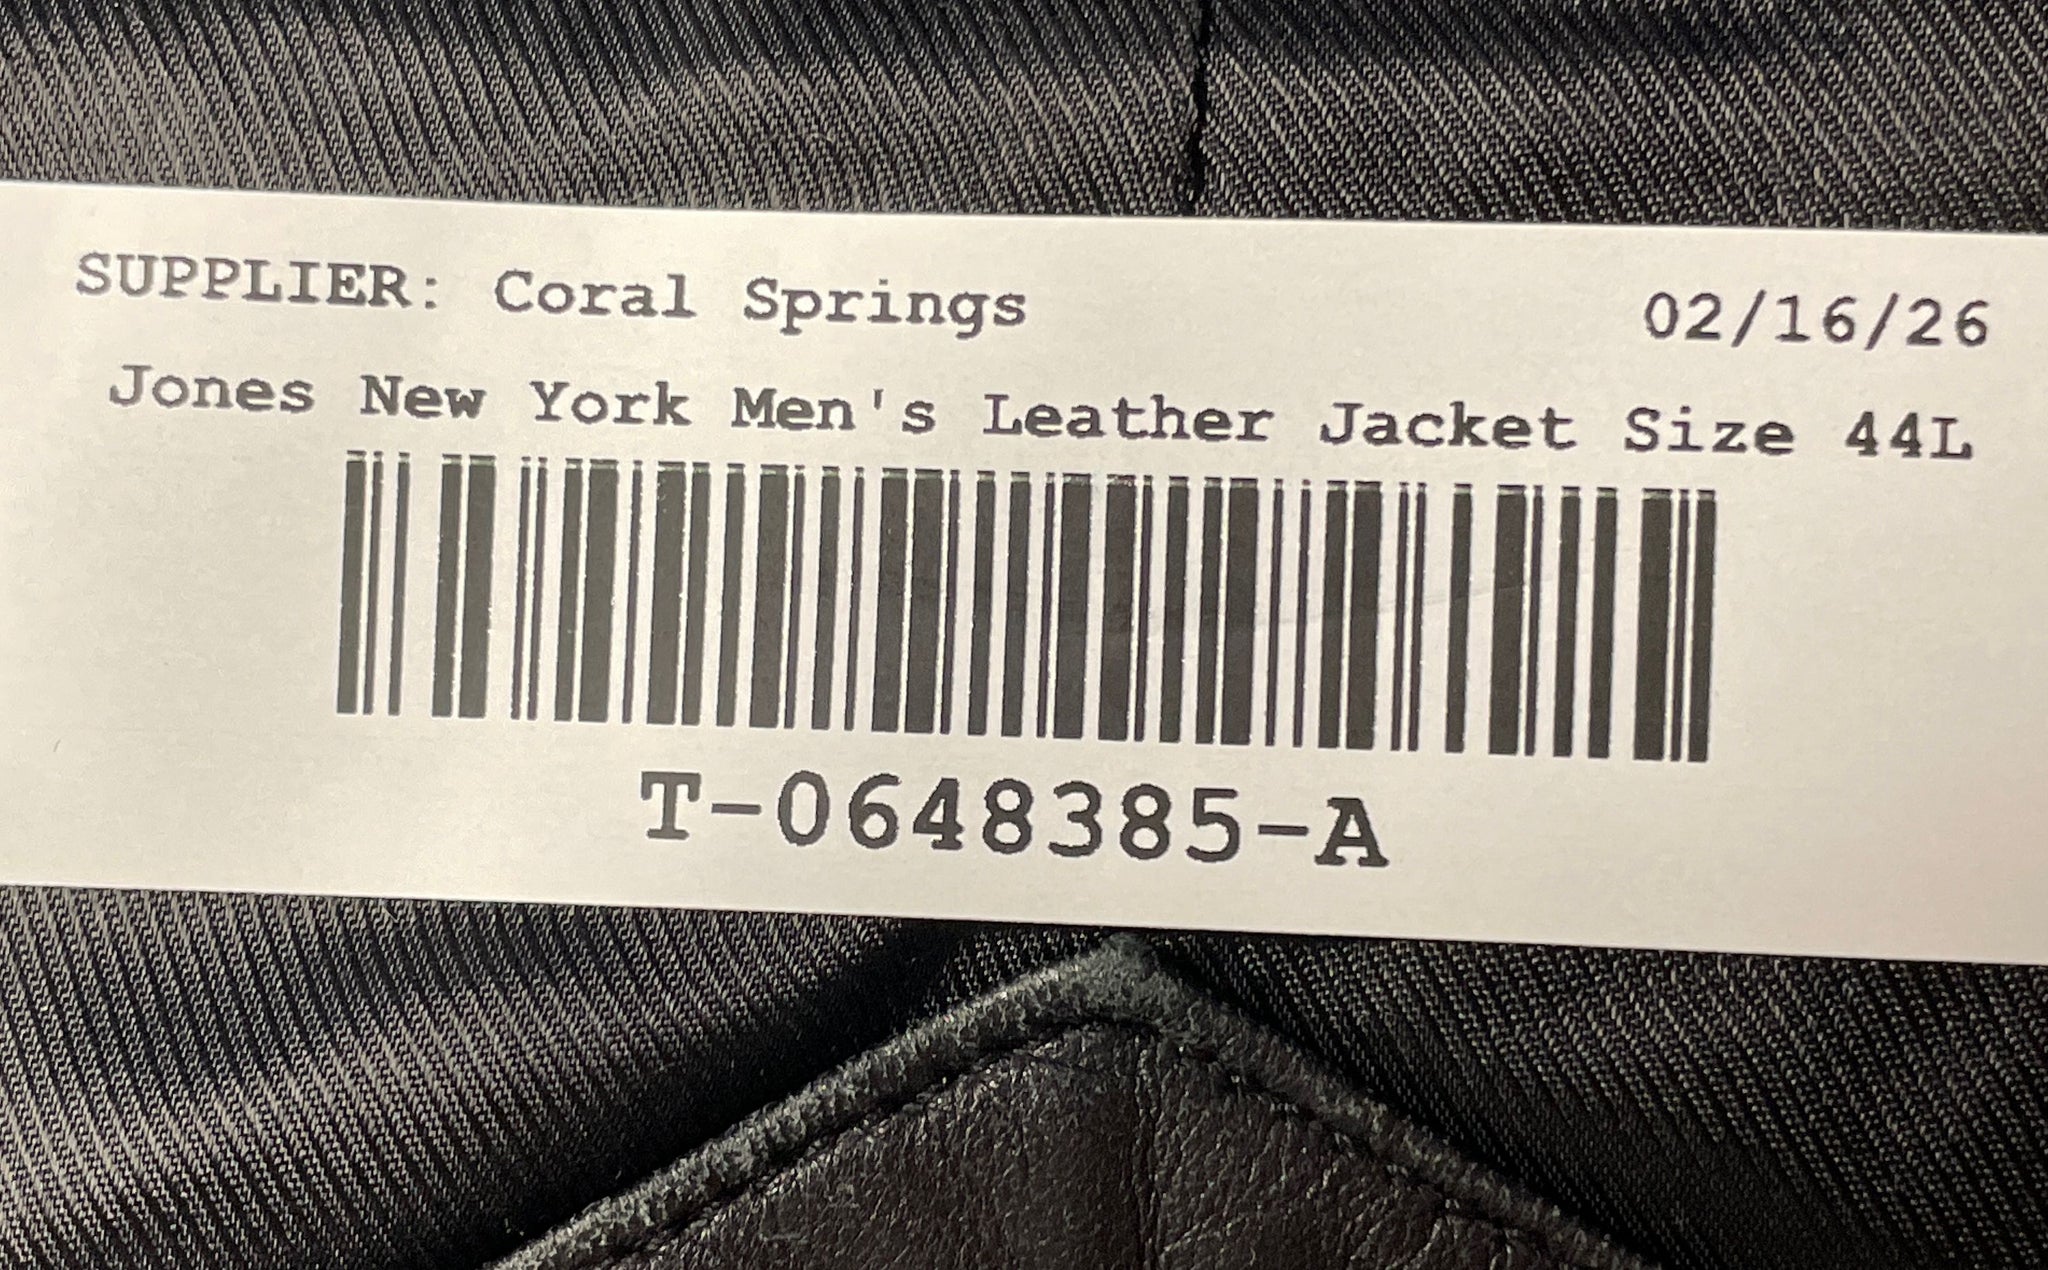 SUPPLIER: Coral Springs 02/16/26
Jones New York Men's Leather Jacket Size 44L
T-0648385-A